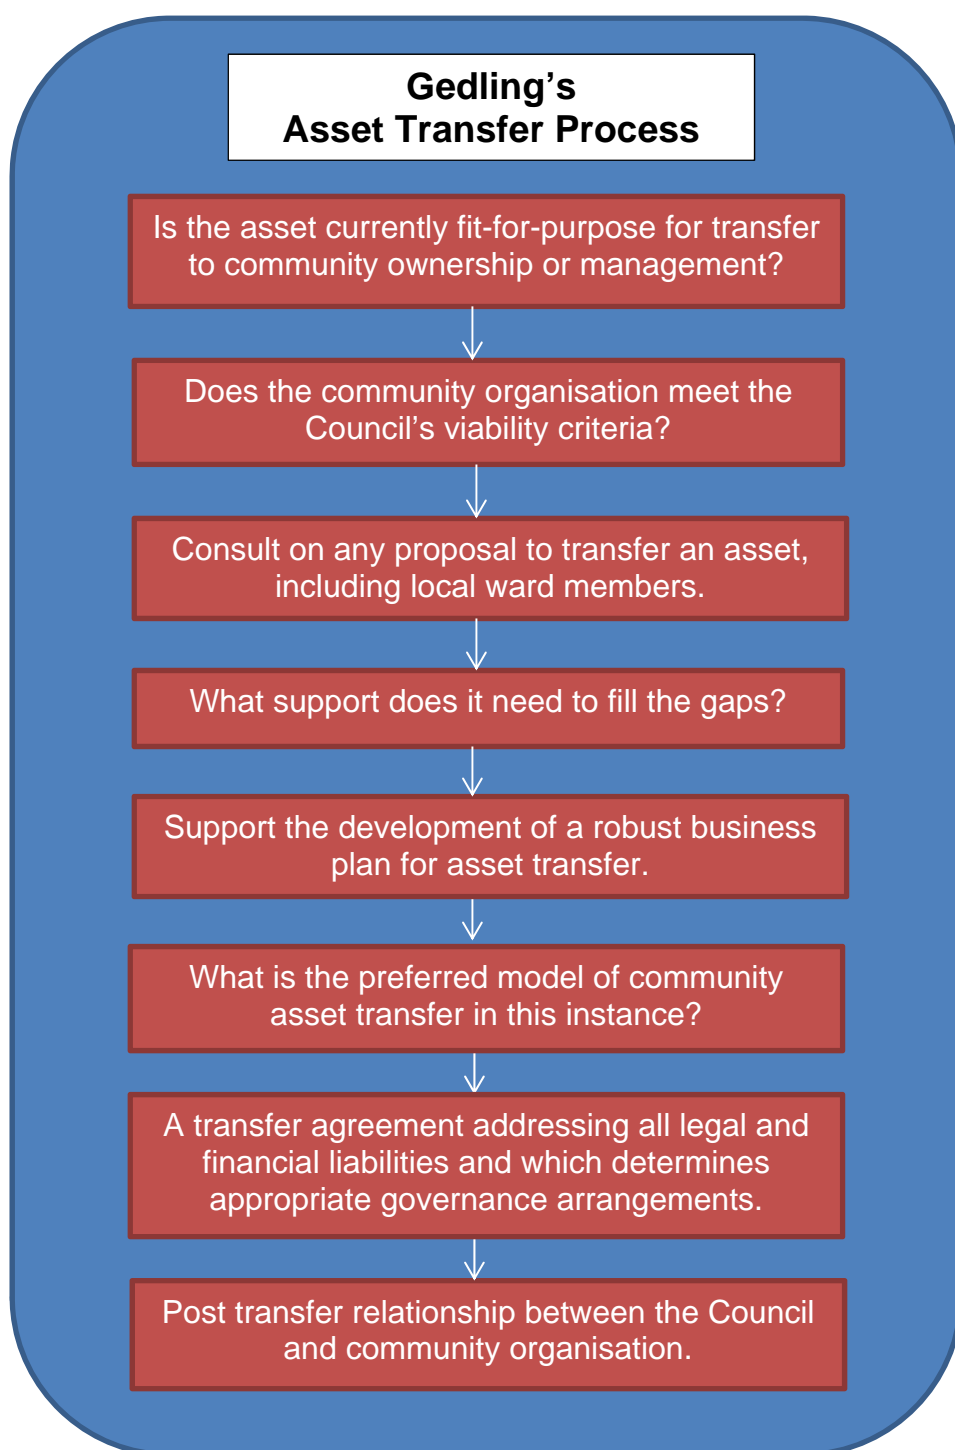 Gedling’s
Asset Transfer Process
Is the asset currently fit-for-purpose for transfer
to community ownership or management?
Does the community organisation meet the
Council’s viability criteria?
Consult on any proposal to transfer an asset,
including local ward members.
What support does it need to fill the gaps?
Support the development of a robust business
plan for asset transfer.
What is the preferred model of community
asset transfer in this instance?
A transfer agreement addressing all legal and
financial liabilities and which determines
appropriate governance arrangements.
Post transfer relationship between the Council
and community organisation.